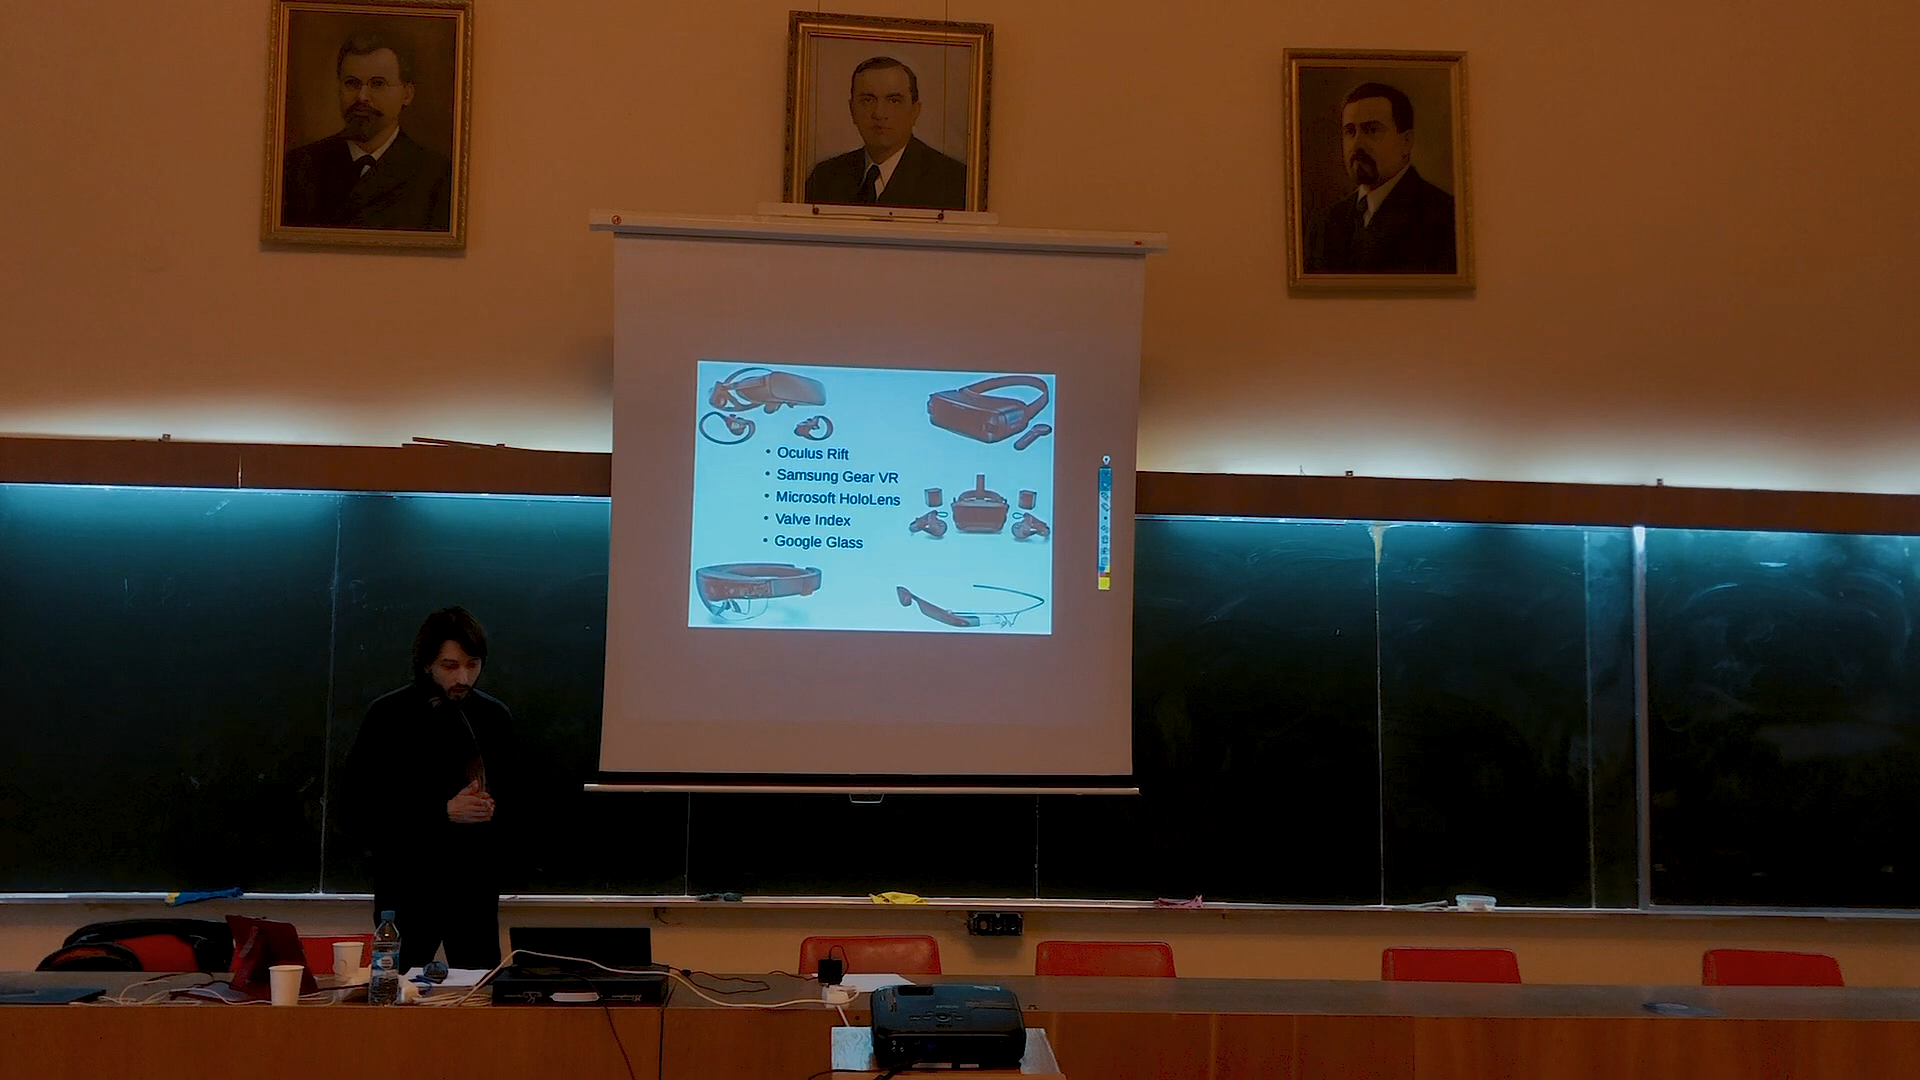 • Oculus Rift
• Samsung Gear VR
• Microsoft HoloLens
• Valve Index
• Google Glass